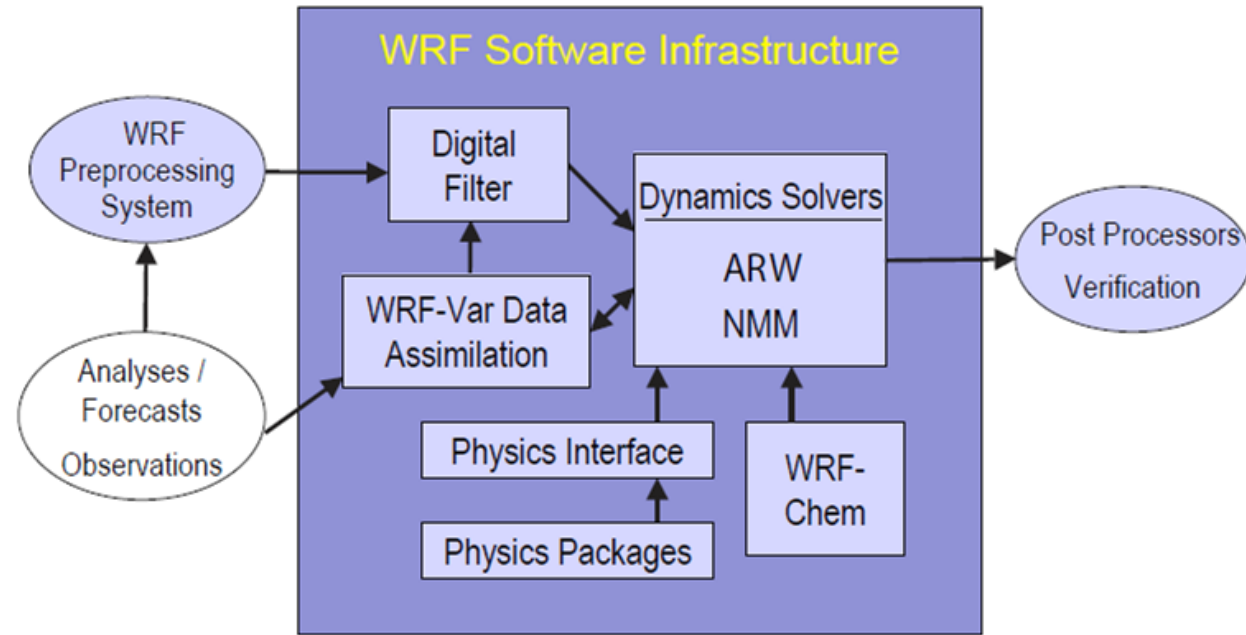 WRF Software Infrastructure
WRF
Preprocessing
System
Digital
Filter
Dynamics Solvers
ARW
NMM
Post Processors
Verification
WRF-Var Data
Assimilation
Analyses /
Forecasts
Observations
Physics Interface
WRF-
Chem
Physics Packages